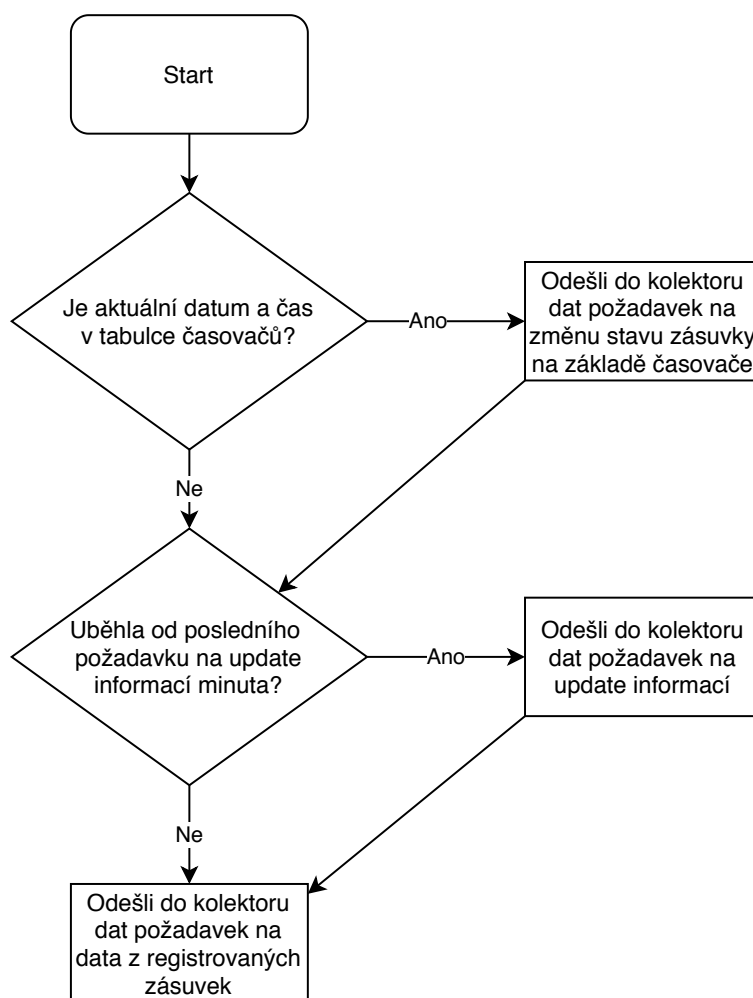 Start
Je aktuální datum a čas
v tabulce časovačů?
Ano
Odešli do kolektoru
dat požadavek na
změnu stavu zásuvky
na základě časovače
Ne
Uběhla od posledního
požadavku na update
informací minuta?
Ano
Odešli do kolektoru
dat požadavek na
update informací
Ne
Odešli do kolektoru
dat požadavek na
data z registrovaných
zásuvek